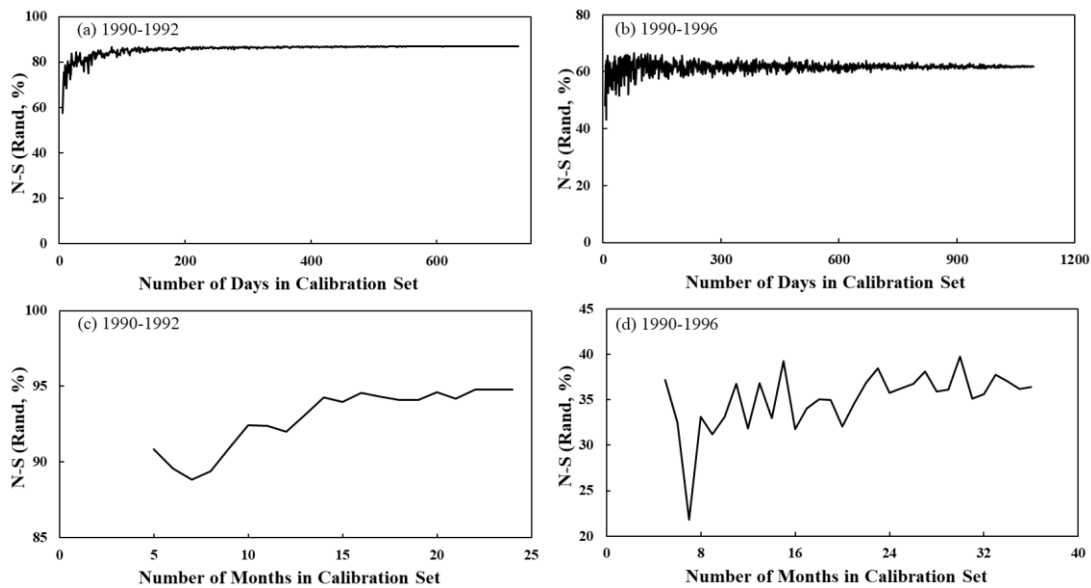 (a) 1990-1992
N-S (Rand, %)
100
80
60
40
20
0
0 200 400 600
Number of Days in Calibration Set
(b) 1990-1996
N-S (Rand, %)
80
60
40
20
0
0 300 600 900 1200
Number of Days in Calibration Set
(c) 1990-1992
N-S (Rand, %)
100
95
90
85
0 5 10 15 20 25
Number of Months in Calibration Set
(d) 1990-1996
N-S (Rand, %)
45
40
35
30
25
20
0 8 16 24 32 40
Number of Months in Calibration Set